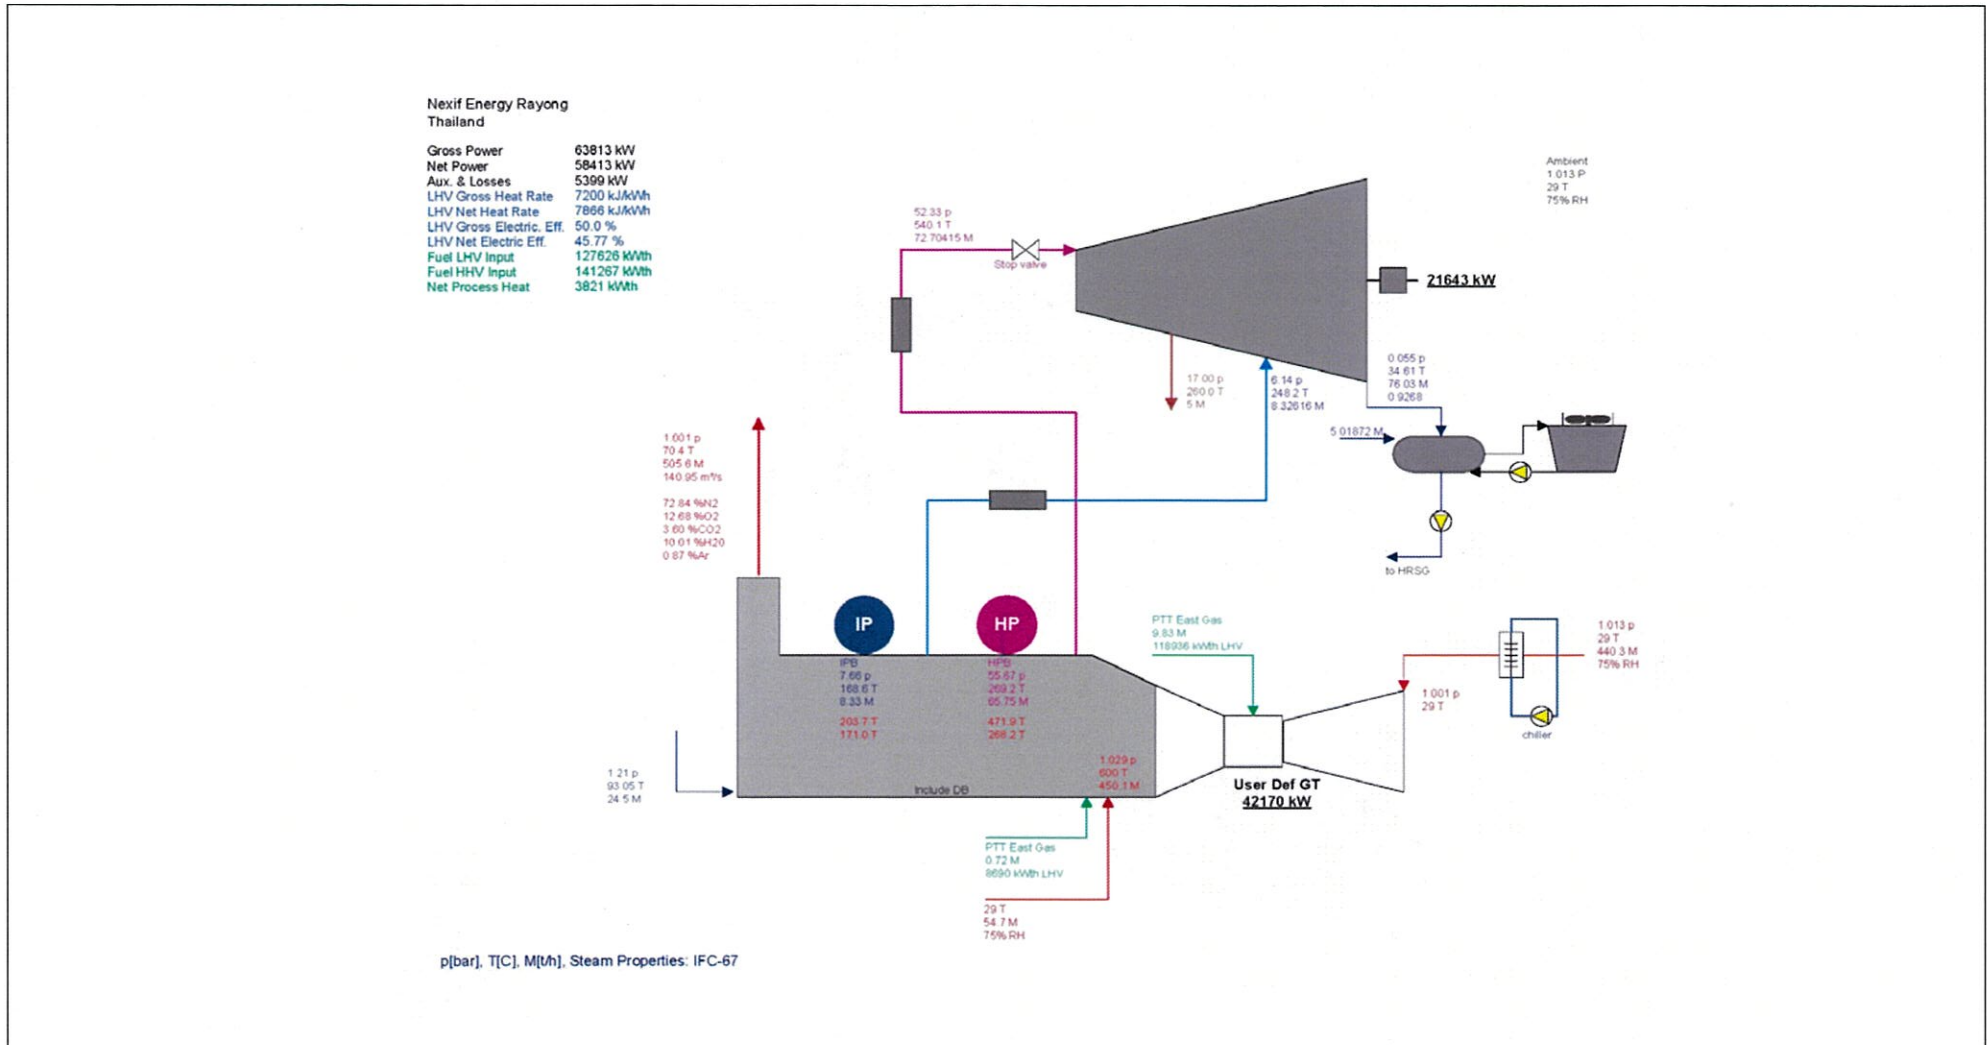 Nexif Energy Rayong
Thailand
Gross Power 63813 kW
Net Power 58413 kW
Aux. & Losses 5399 kW
LHV Gross Heat Rate 7200 kJ/kWh
LHV Net Heat Rate 7866 kJ/kWh
LHV Gross Electric. Eff. 50.0 %
LHV Net Electric Eff. 45.77 %
Fuel LHV Input 127626 kWth
Fuel HHV Input 141267 kWth
Net Process Heat 3821 kWth
Ambient
1.013 P
29 T
75% RH
52.33 p
540.1 T
72.70415 M
Stop valve
21643 kW
17.00 p
260.0 T
5 M
6.14 p
248.2 T
8.32616 M
0.055 p
34.61 T
76.03 M
0.9268
5.01872 M
to HRSG
1.001 p
70.4 T
505.6 M
140.95 m³/s
72.84 %N2
12.68 %O2
3.60 %CO2
10.01 %H20
0.87 %Ar
IP
HP
IPB
7.66 p
168.6 T
8.33 M
203.7 T
171.0 T
HPB
55.67 p
269.2 T
65.75 M
471.9 T
268.2 T
PTT East Gas
9.83 M
118936 kWth LHV
1.013 p
29 T
440.3 M
75% RH
1.001 p
29 T
chiller
1.029 p
600 T
450.1 M
User Def GT
42170 kW
1.21 p
93.05 T
24.5 M
Include DB
PTT East Gas
0.72 M
8690 kWth LHV
29 T
54.7 M
75% RH
p[bar], T[C], M[t/h], Steam Properties: IFC-67